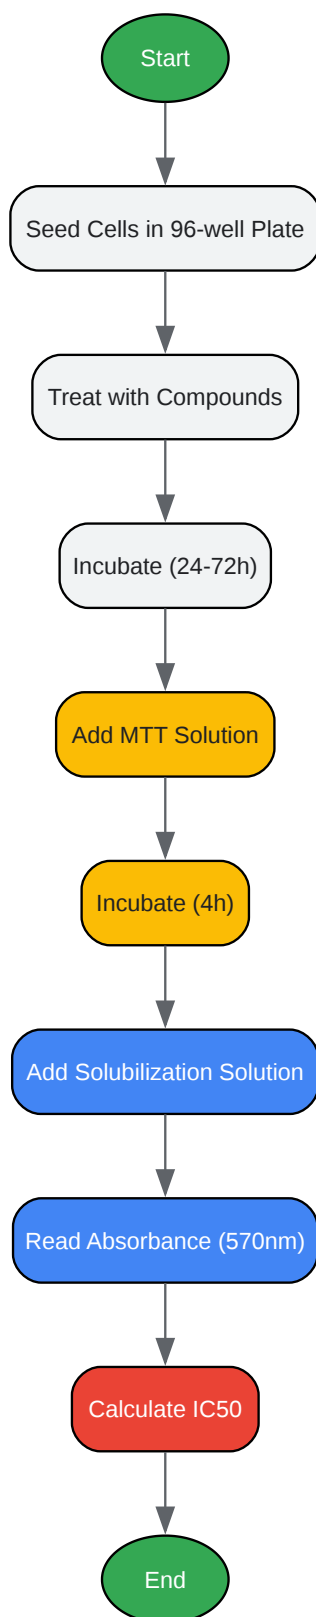 Start
Seed Cells in 96-well Plate
Treat with Compounds
Incubate (24-72h)
Add MTT Solution
Incubate (4h)
Add Solubilization Solution
Read Absorbance (570nm)
Calculate IC50
End